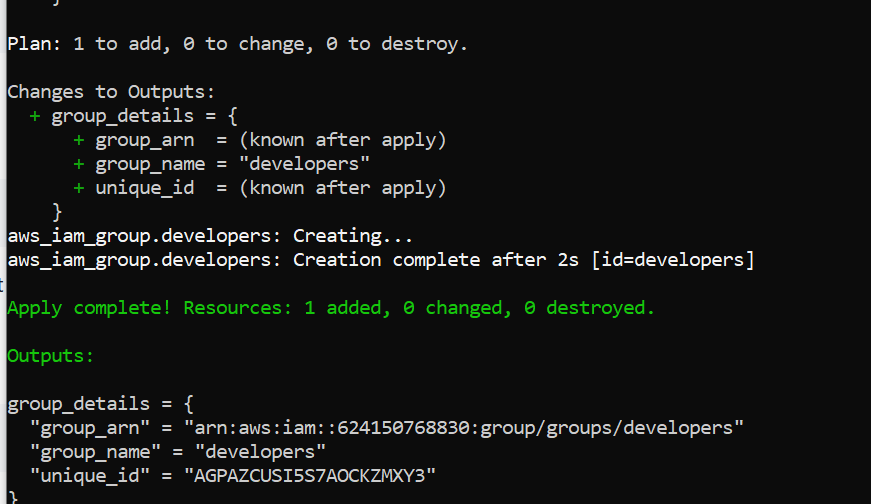 }
Plan: 1 to add, 0 to change, 0 to destroy.
Changes to Outputs:
+ group_details = {
+ group_arn = (known after apply)
+ group_name = "developers"
+ unique_id = (known after apply)
}
aws_iam_group.developers: Creating...
aws_iam_group.developers: Creation complete after 2s [id=developers]
Apply complete! Resources: 1 added, 0 changed, 0 destroyed.
Outputs:
group_details = {
"group_arn" = "arn:aws:iam::624150768830:group/groups/developers"
"group_name" = "developers"
"unique_id" = "AGPAZCUSI5S7AOCKZMXY3"
}